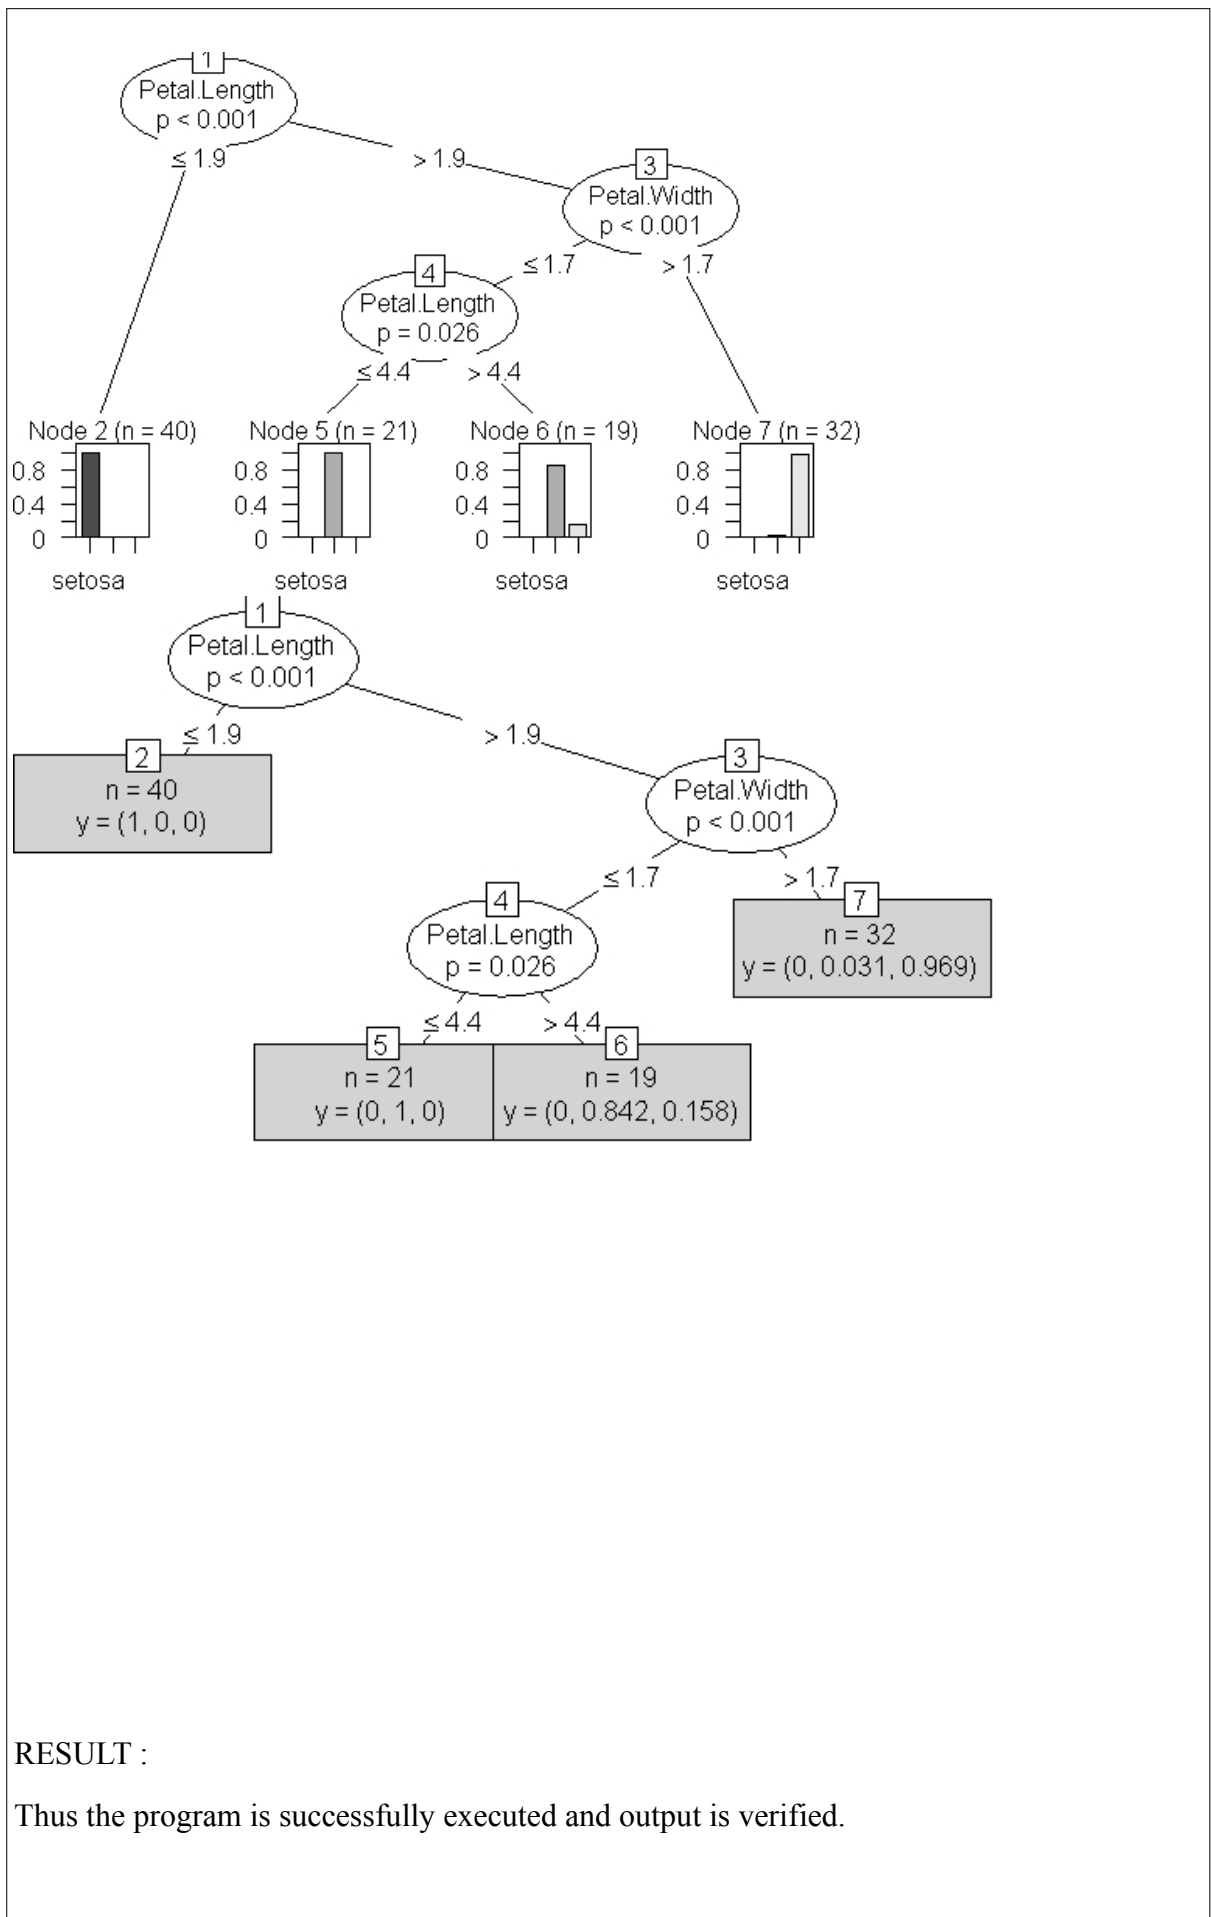 1
Petal.Length
p < 0.001
≤ 1.9
> 1.9
3
Petal.Width
p < 0.001
≤ 1.7
> 1.7
4
Petal.Length
p = 0.026
≤ 4.4
> 4.4
Node 2 (n = 40)
0.8
0.4
0
setosa
Node 5 (n = 21)
0.8
0.4
0
setosa
Node 6 (n = 19)
0.8
0.4
0
setosa
Node 7 (n = 32)
0.8
0.4
0
setosa
1
Petal.Length
p < 0.001
≤ 1.9
> 1.9
2
n = 40
y = (1, 0, 0)
3
Petal.Width
p < 0.001
≤ 1.7
> 1.7
4
Petal.Length
p = 0.026
7
n = 32
y = (0, 0.031, 0.969)
≤ 4.4
> 4.4
5
n = 21
y = (0, 1, 0)
6
n = 19
y = (0, 0.842, 0.158)
RESULT :
Thus the program is successfully executed and output is verified.